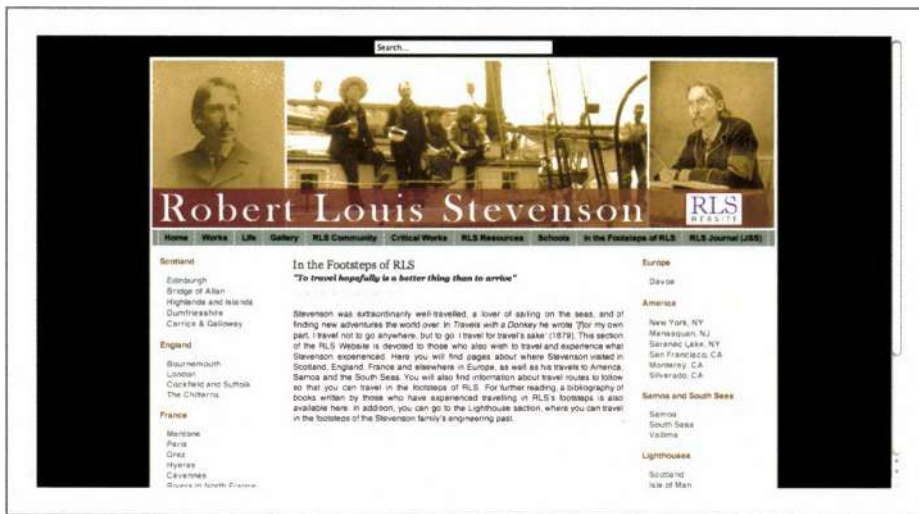 Search...
Robert Louis Stevenson
RLS
WEBSITE
Home Works Life Gallery RLS Community Critical Works RLS Resources Schools In the Footsteps of RLS RLS Journal (JSS)
Scotland
Edinburgh
Bridge of Allan
Highlands and Islands
Dumfriesshire
Carrick & Galloway
England
Bournemouth
London
Cockfield and Suffolk
The Chilterns
France
Mentone
Paris
Grez
Hyeres
Cevennes
Rivers in North France
In the Footsteps of RLS
"To travel hopefully is a better thing than to arrive"
Stevenson was extraordinarily well-travelled, a lover of sailing on the seas, and of
finding new adventures the world over. In Travels with a Donkey he wrote '[f]or my own
part, I travel not to go anywhere, but to go. I travel for travel's sake' (1879). This section
of the RLS Website is devoted to those who also wish to travel and experience what
Stevenson experienced. Here you will find pages about where Stevenson visited in
Scotland, England, France and elsewhere in Europe, as well as his travels to America,
Samoa and the South Seas. You will also find information about travel routes to follow
so that you can travel in the footsteps of RLS. For further reading, a bibliography of
books written by those who have experienced travelling in RLS's footsteps is also
available here. In addition, you can go to the Lighthouse section, where you can travel
in the footsteps of the Stevenson family's engineering past.
Europe
Davos
America
New York, NY
Manasquan, NJ
Saranac Lake, NY
San Francisco, CA
Monterey, CA
Silverado, CA
Samoa and South Seas
Samoa
South Seas
Vailima
Lighthouses
Scotland
Isle of Man